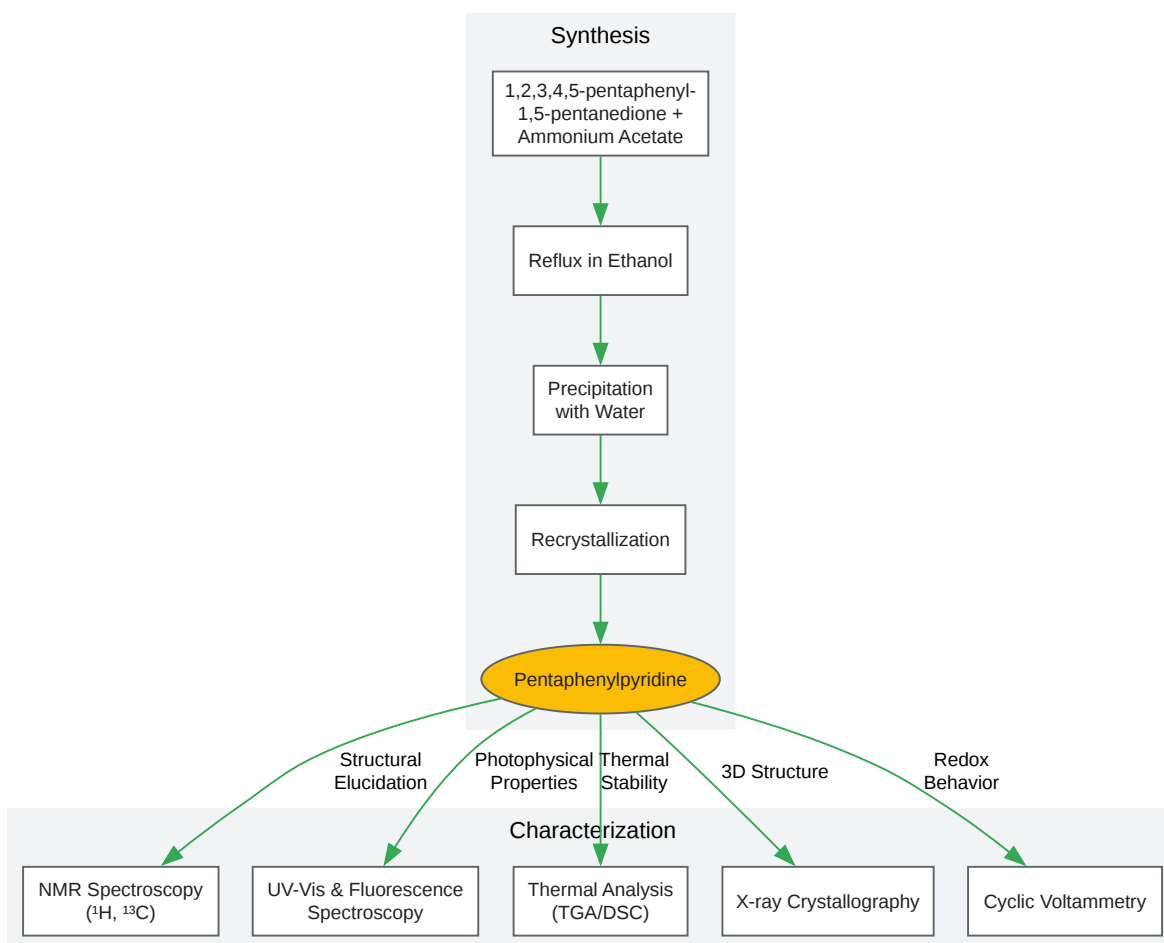 Synthesis
1,2,3,4,5-pentaphenyl-
1,5-pentanedione +
Ammonium Acetate
Reflux in Ethanol
Precipitation
with Water
Recrystallization
Pentaphenylpyridine
Structural
Elucidation
Photophysical
Properties
Thermal
Stability
3D Structure
Redox
Behavior
Characterization
NMR Spectroscopy
(¹H, ¹³C)
UV-Vis & Fluorescence
Spectroscopy
Thermal Analysis
(TGA/DSC)
X-ray Crystallography
Cyclic Voltammetry